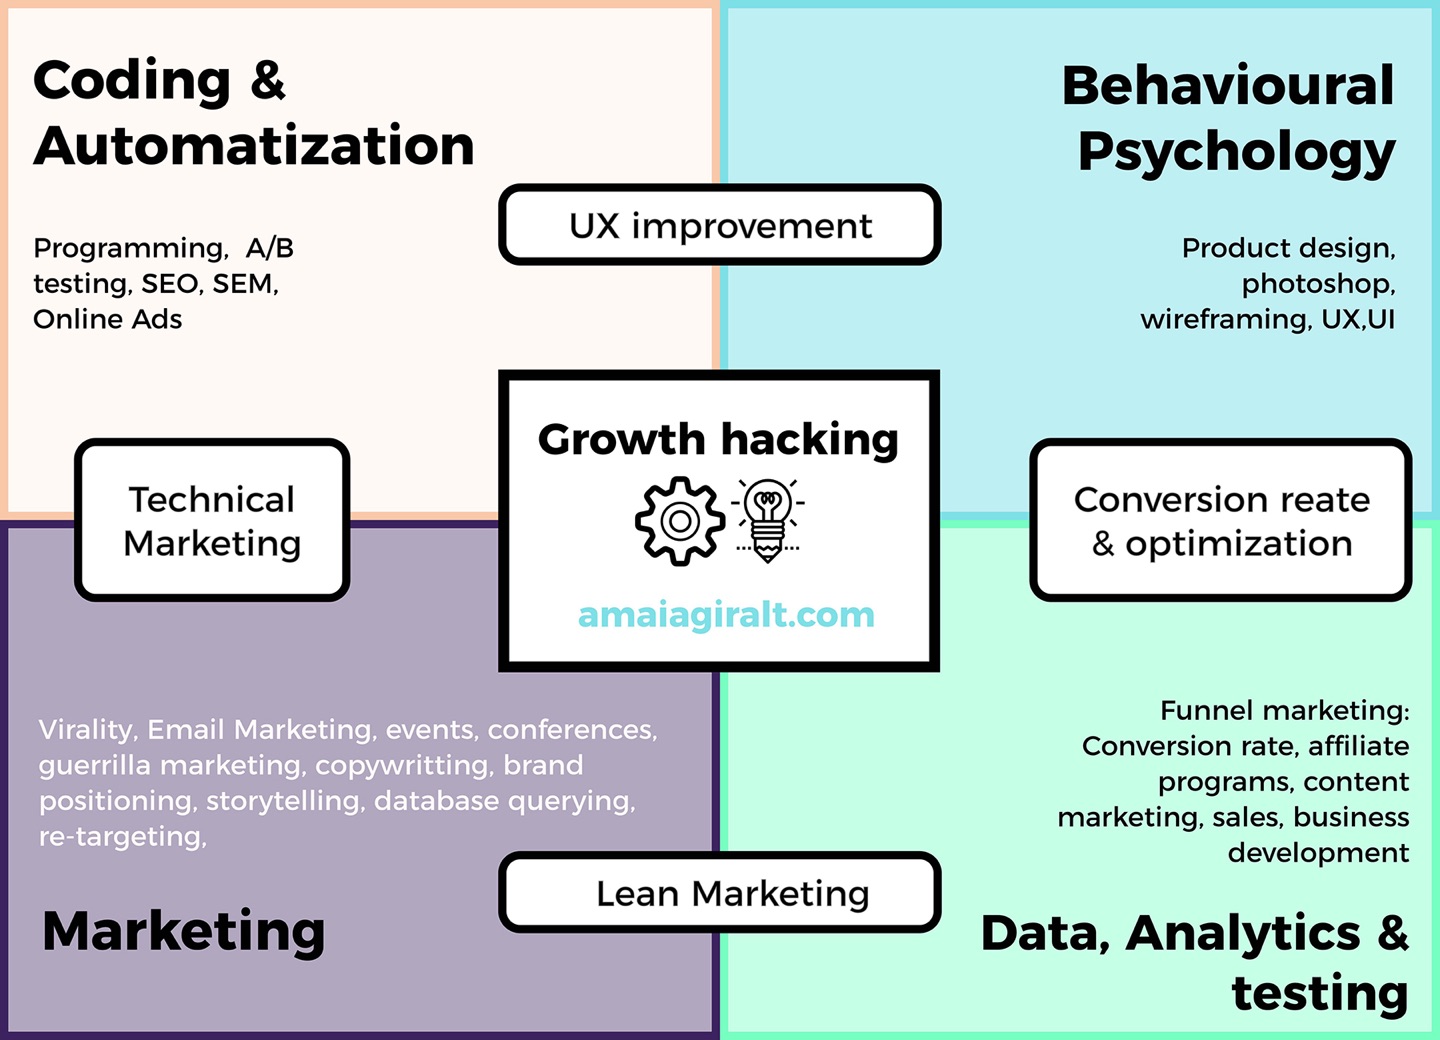 Coding &
Automatization
Programming,  A/B
testing, SEO, SEM,
Online Ads
Behavioural
Psychology
Product design,
photoshop,
wireframing, UX,UI
UX improvement
Growth hacking
amaiagiralt.com
Technical
Marketing
Conversion reate
& optimization
Virality, Email Marketing, events, conferences,
guerrilla marketing, copywritting, brand
positioning, storytelling, database querying,
re-targeting,
Marketing
Lean Marketing
Funnel marketing:
Conversion rate, affiliate
programs, content
marketing, sales, business
development
Data, Analytics &
testing